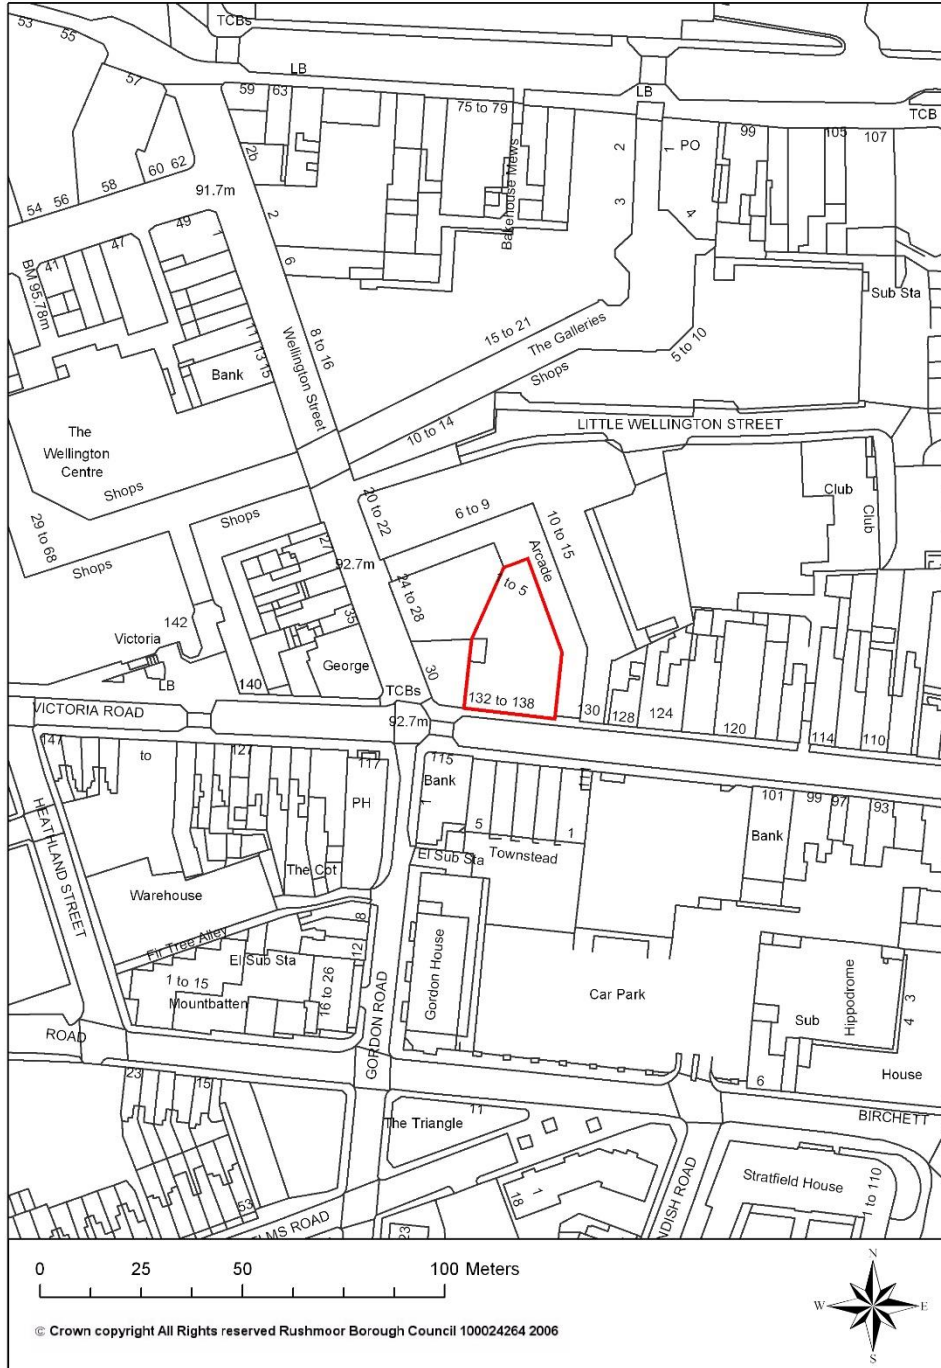 53
55
TCBs
57
LB
59
63
75 to 79
LB
TCB
2b
Bakehouse Mews
2
1
PO
99
105
107
60
62
58
56
54
91.7m
3
4
2
6
49
1
47
41
BM 95.78m
Sub Sta
11
13
15
Bank
Wellington Street
8 to 16
15 to 21
The Galleries
5 to 10
Shops
10 to 14
LITTLE WELLINGTON STREET
The
Wellington
Centre
Shops
Shops
29 to 68
Shops
20 to 22
6 to 9
10 to 15
Arcade
Club
Club
27
92.7m
24 to 28
1 to 5
35
142
Victoria
George
30
LB
140
TCBs
132 to 138
130
128
124
120
114
110
VICTORIA ROAD
92.7m
147
to
127
117
115
Bank
PH
1
5
1
101
99
97
93
Bank
El Sub Sta
Townstead
The Cot
Warehouse
HEATHLAND STREET
Fir Tree Alley
8
12
El Sub Sta
1 to 15
Mountbatten
16 to 26
Gordon House
GORDON ROAD
Car Park
Sub
Hippodrome
3
4
House
ROAD
6
BIRCHETT
23
15
11
The Triangle
Stratfield House
1 to 110
53
ELMS ROAD
23
18
1
NDISH ROAD
0 25 50 100 Meters
N
W E
S
© Crown copyright All Rights reserved Rushmoor Borough Council 100024264 2006